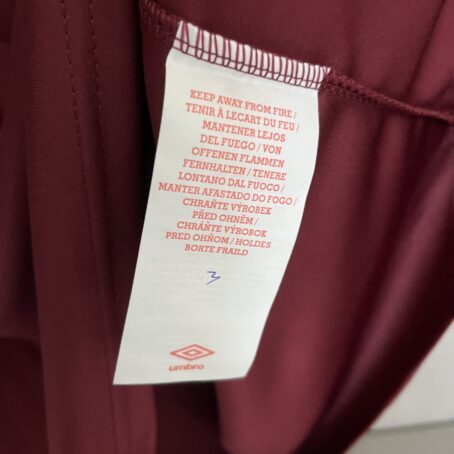 KEEP AWAY FROM FIRE /
TENIR À LECART DU FEU /
MANTENER LEJOS
DEL FUEGO / VON
OFFENEN FLAMMEN
FERNHALTEN / TENERE
LONTANO DAL FUOCO /
MANTER AFASTADO DO FOGO /
CHRAŇTE VÝROBEK
PŘED OHNĚM /
CHRÁŇTE VÝROBOK
PRED OHŇOM / HOLDES
BORTE FRAILD
3
umbro